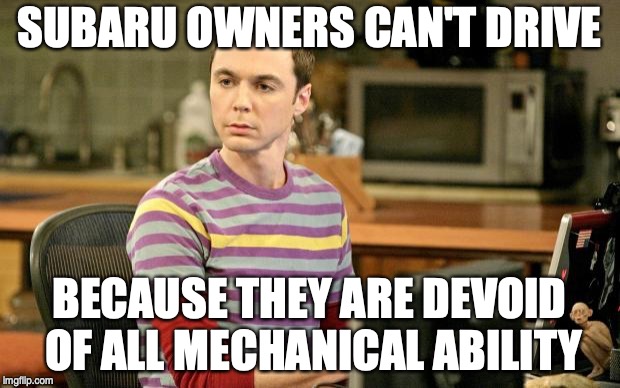 SUBARU OWNERS CAN'T DRIVE
BECAUSE THEY ARE DEVOID
OF ALL MECHANICAL ABILITY
imgflip.com